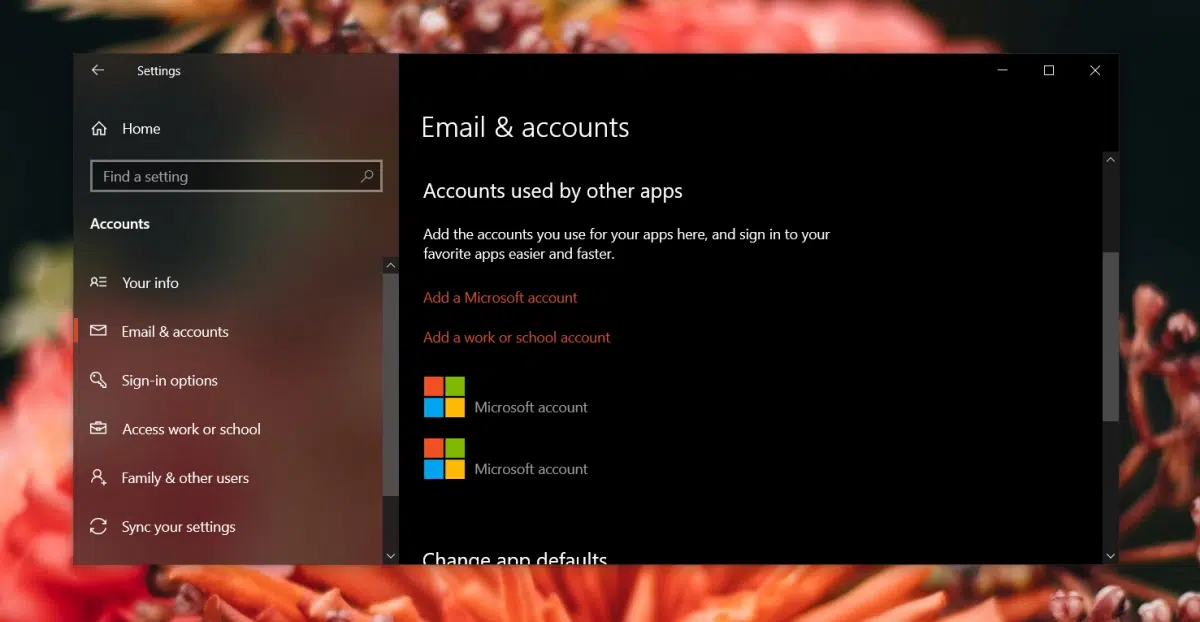 Settings
Home
Find a setting
Accounts
Your info
Email & accounts
Sign-in options
Access work or school
Family & other users
Sync your settings
Email & accounts
Accounts used by other apps
Add the accounts you use for your apps here, and sign in to your
favorite apps easier and faster.
Add a Microsoft account
Add a work or school account
Microsoft account
Microsoft account
Change app defaults